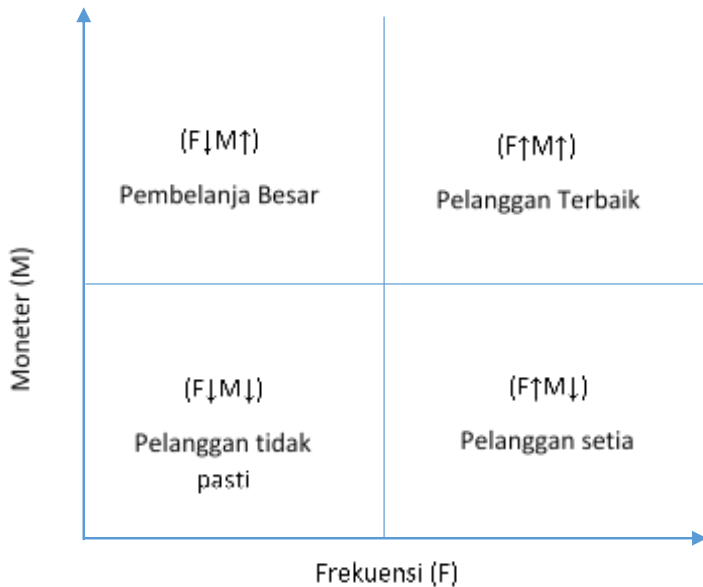 (F↓M↑)
Pembelanja Besar
(F↑M↑)
Pelanggan Terbaik
Moneter (M)
(F↓M↓)
Pelanggan tidak
pasti
(F↑M↓)
Pelanggan setia
Frekuensi (F)